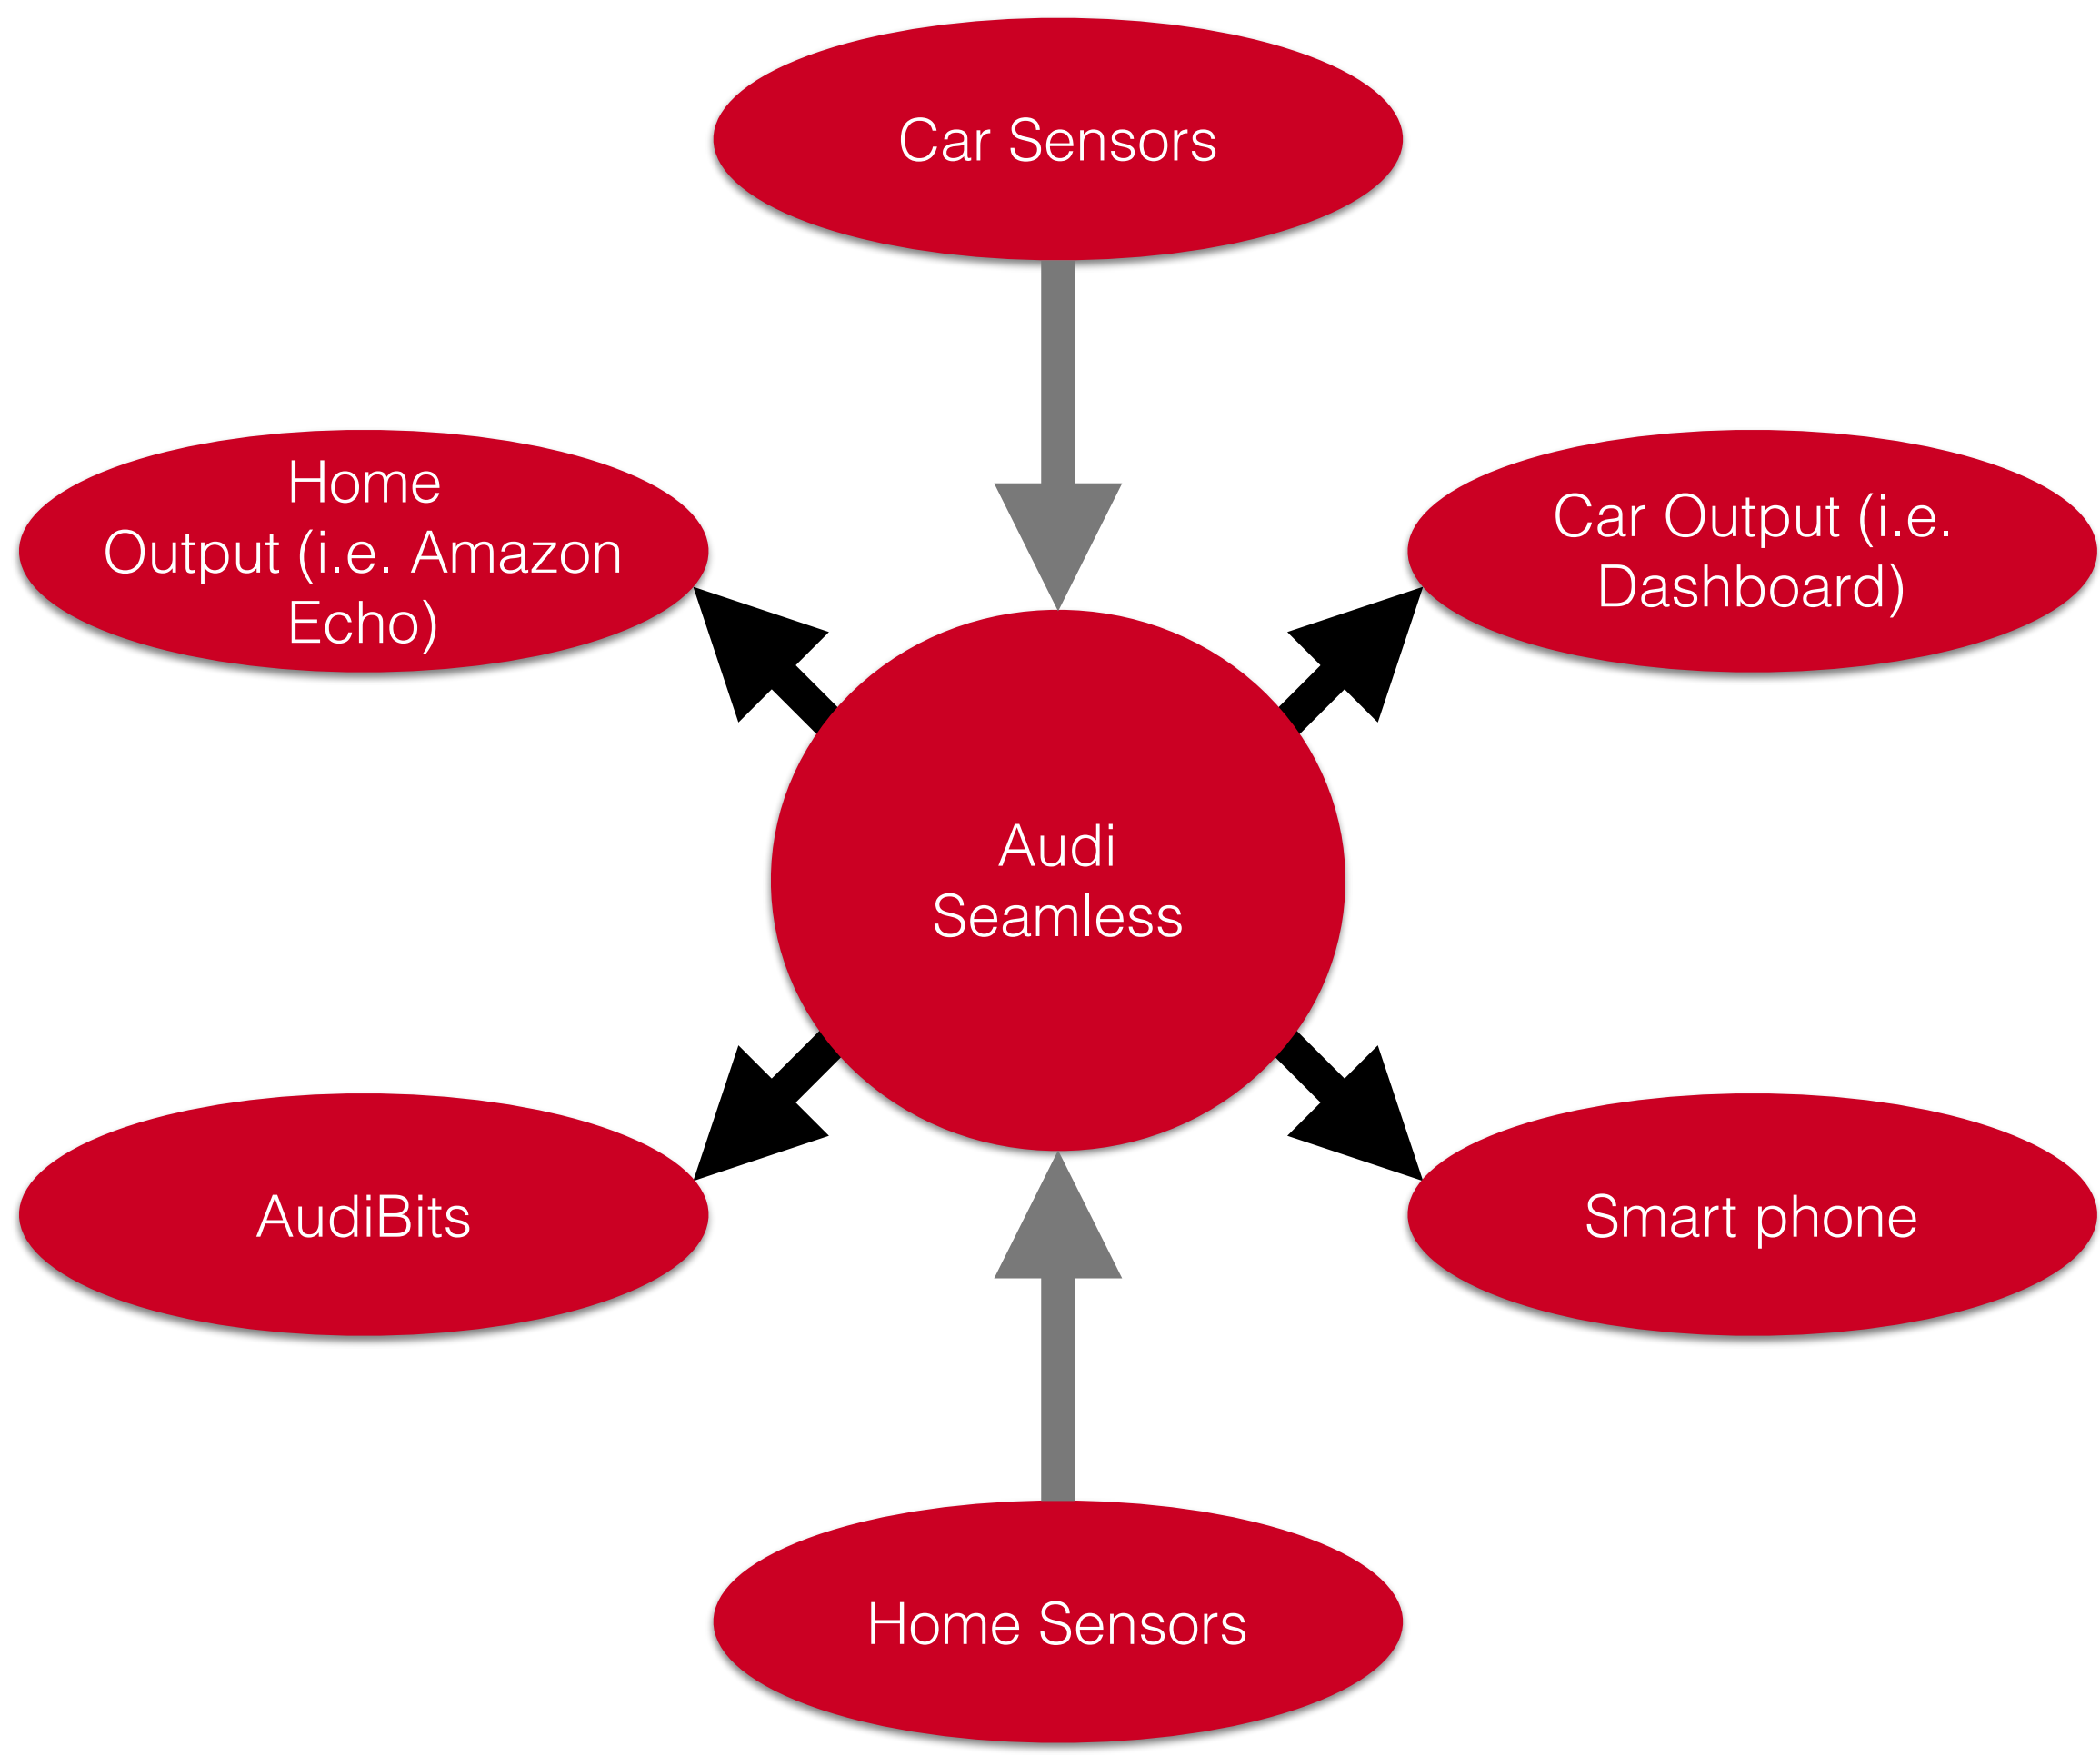 Car Sensors
Home
Output (i.e. Amazon
Echo)
Car Output (i.e.
Dashboard)
Audi
Seamless
AudiBits
Smart phone
Home Sensors